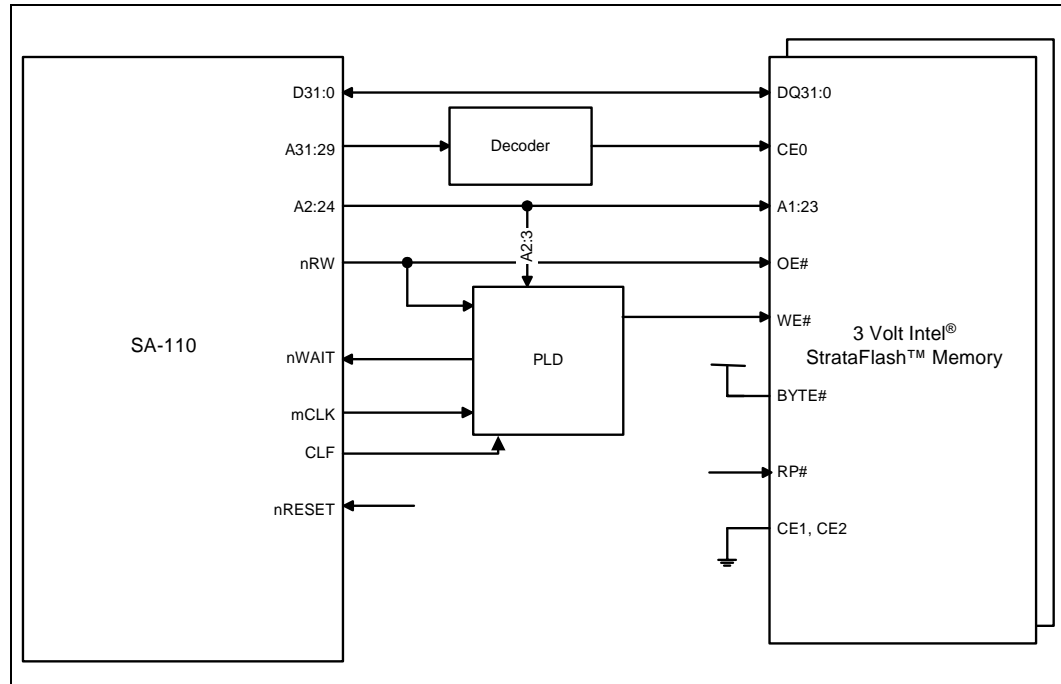 D31:0
DQ31:0
A31:29
Decoder
CE0
A2:24
A1:23
A2:3
nRW
OE#
WE#
SA-110
3 Volt Intel®
StrataFlash™ Memory
nWAIT
PLD
BYTE#
mCLK
CLF
RP#
nRESET
CE1, CE2